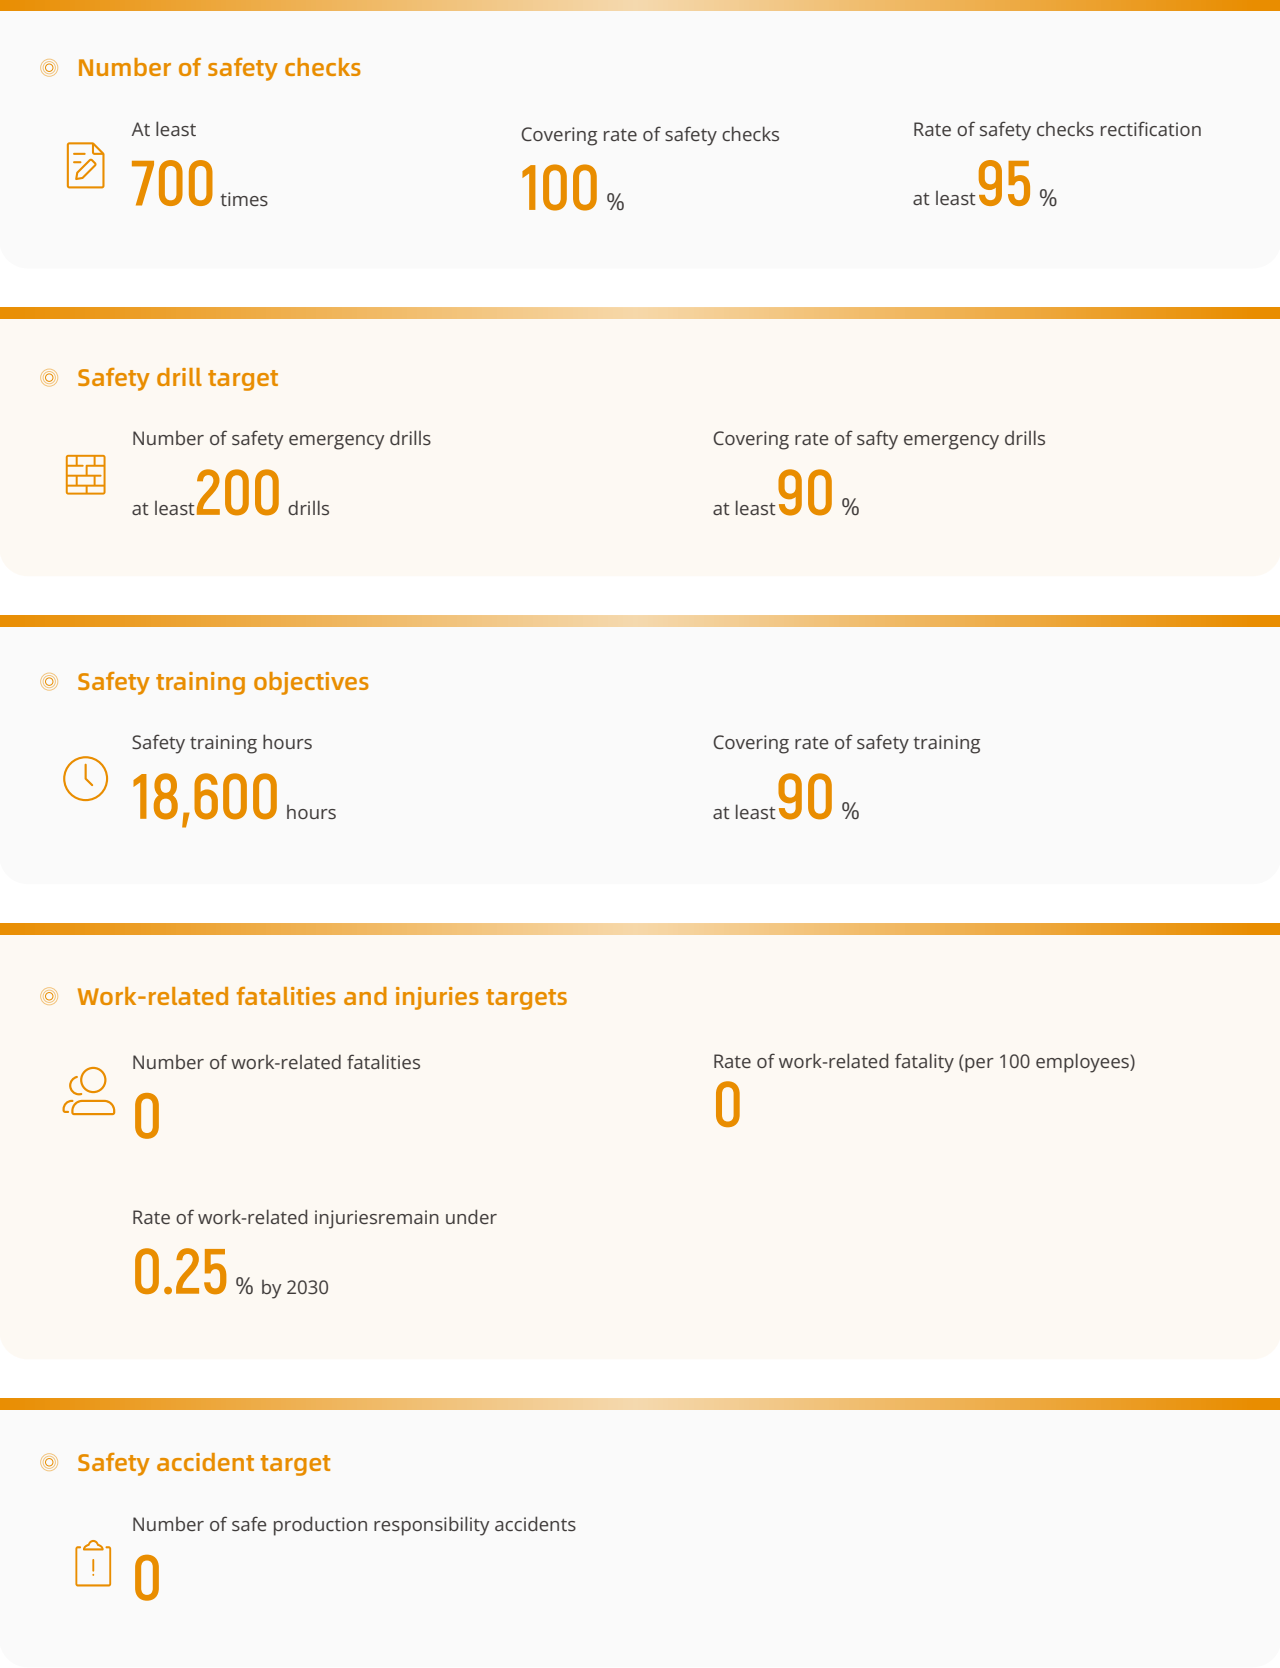 Number of safety checks
At least
700 times
Covering rate of safety checks
100 %
Rate of safety checks rectification
at least 95 %
Safety drill target
Number of safety emergency drills
at least 200 drills
Covering rate of safty emergency drills
at least 90 %
Safety training objectives
Safety training hours
18,600 hours
Covering rate of safety training
at least 90 %
Work-related fatalities and injuries targets
Number of work-related fatalities
0
Rate of work-related fatality (per 100 employees)
0
Rate of work-related injuriesremain under
0.25 % by 2030
Safety accident target
Number of safe production responsibility accidents
0